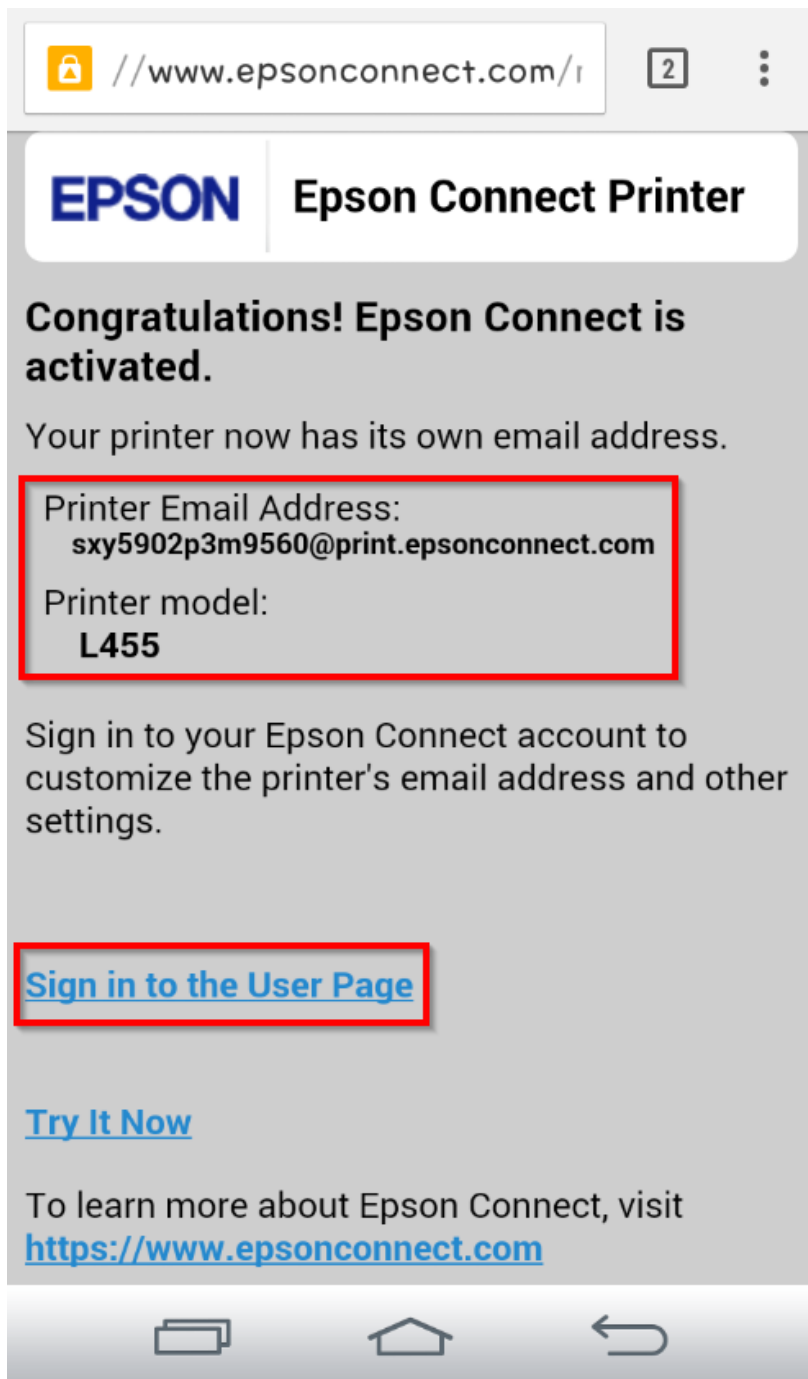 //www.epsonconnect.com/r
2
EPSON
Epson Connect Printer
Congratulations! Epson Connect is
activated.
Your printer now has its own email address.
Printer Email Address:
sxy5902p3m9560@print.epsonconnect.com
Printer model:
L455
Sign in to your Epson Connect account to
customize the printer's email address and other
settings.
Sign in to the User Page
Try It Now
To learn more about Epson Connect, visit
https://www.epsonconnect.com